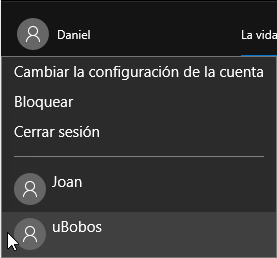 Daniel
La vida
Cambiar la configuración de la cuenta
Bloquear
Cerrar sesión
Joan
uBobos